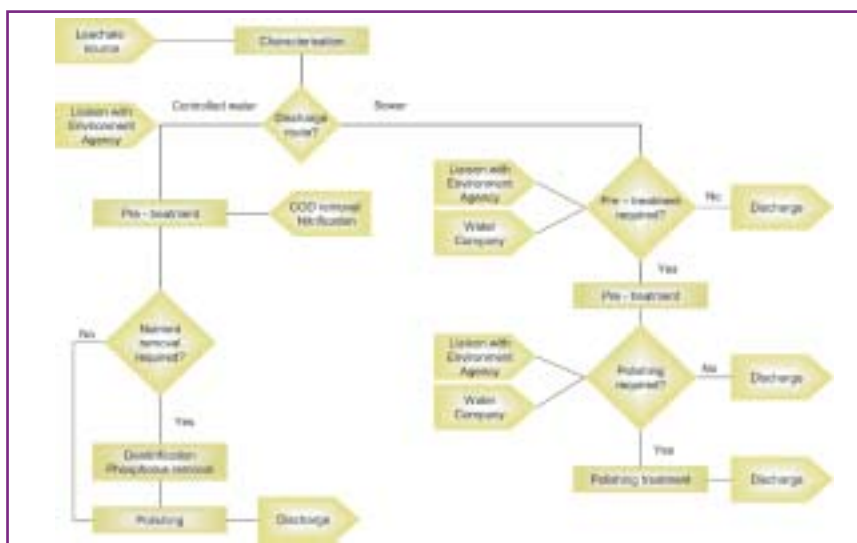 Leachate
source
Characterisation
Controlled water
Sewer
Liaison with
Environment
Agency
Discharge
route?
Pre - treatment
COD removal
Nitrification
Liaison with
Environment
Agency
Water
Company
Pre - treatment
required?
No
Discharge
Yes
Pre - treatment
No
Nutrient
removal
required?
Liaison with
Environment
Agency
Water
Company
Polishing
required?
No
Discharge
Yes
Denitrification
Phosphorous removal
Yes
Polishing treatment
Discharge
Polishing
Discharge